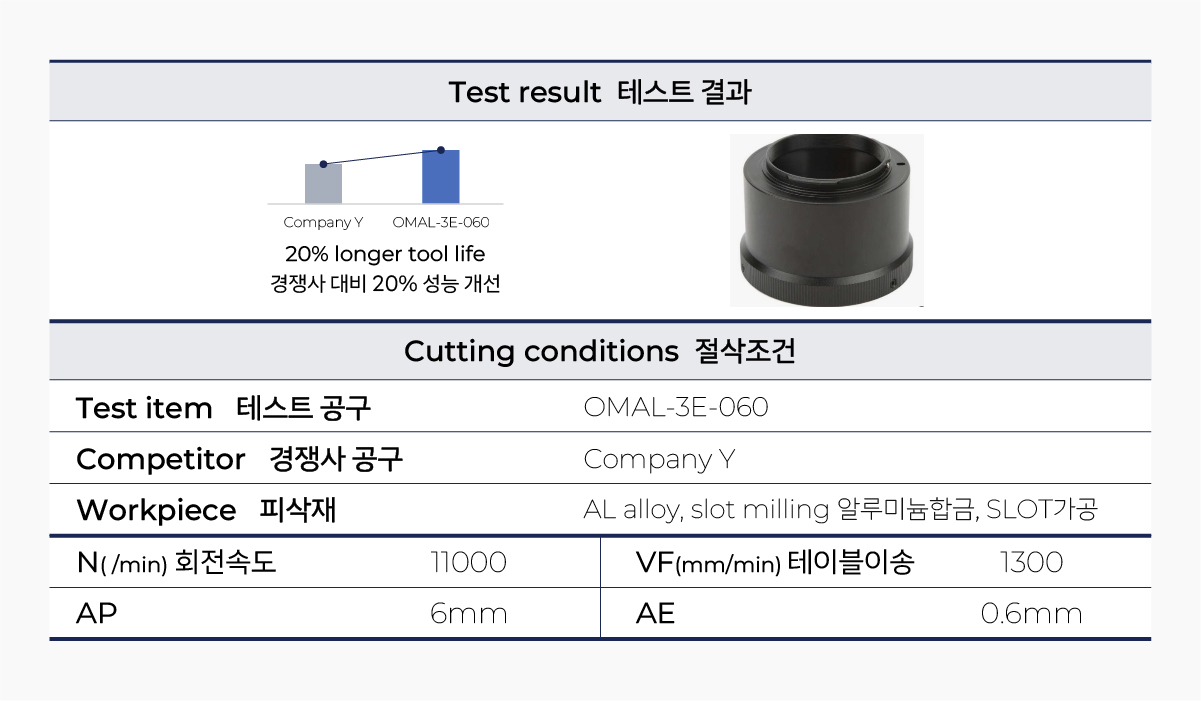 Test result 테스트 결과
Company Y
OMAL-3E-060
20% longer tool life
경쟁사 대비 20% 성능 개선
Cutting conditions 절삭조건
Test item 테스트 공구 OMAL-3E-060
Competitor 경쟁사 공구 Company Y
Workpiece 피삭재 AL alloy, slot milling 알루미늄합금, SLOT가공
N( /min) 회전속도 11000 VF(mm/min) 테이블이송 1300
AP 6mm AE 0.6mm